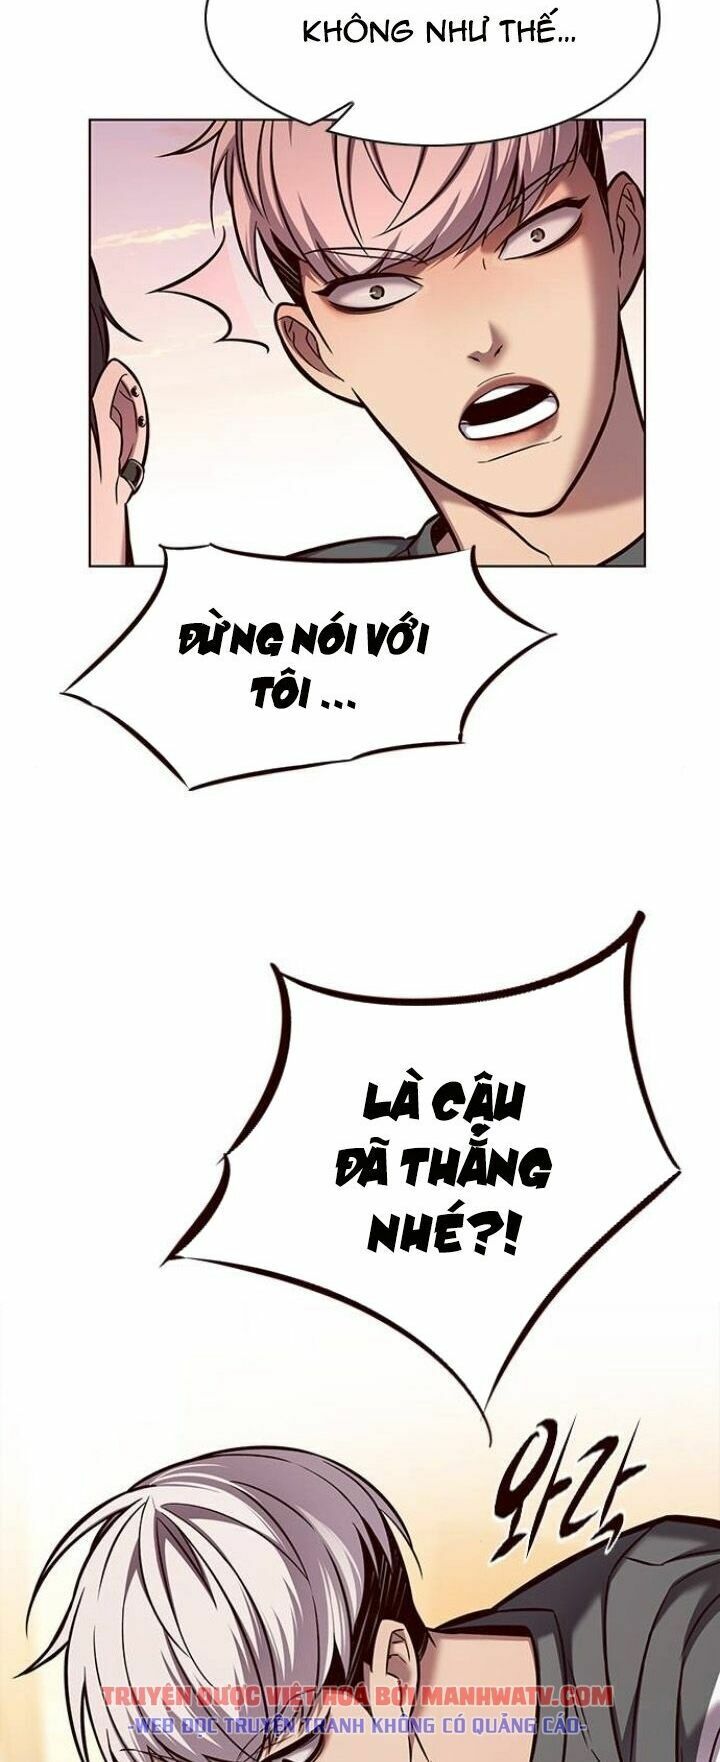 KHÔNG NHƯ THẾ...
ĐỪNG NÓI VỚI
TÔI ...
LÀ CẬU
ĐÃ THẮNG
NHÉ?!
와락
TRUYỆN ĐƯỢC VIỆT HOÁ BỞI MANHWATV.COM
-WEB ĐỌC TRUYỆN TRANH KHÔNG CÓ QUẢNG CÁO-